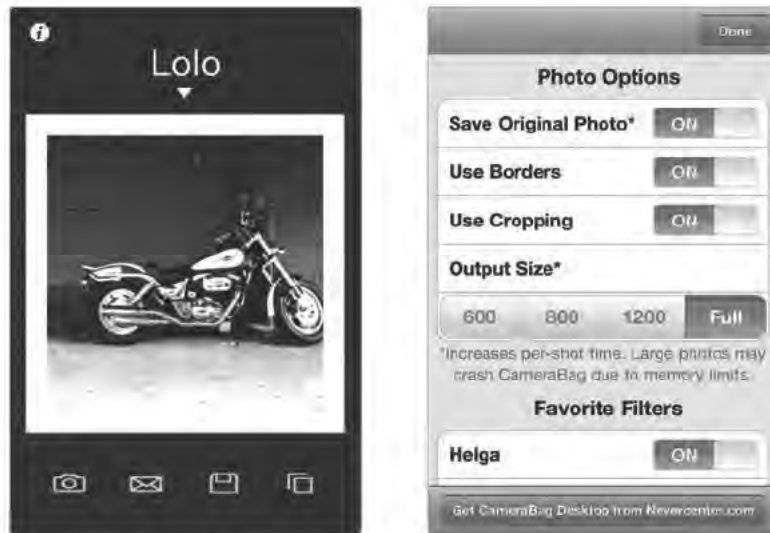 i
Lolo
Done
Photo Options
Save Original Photo* ON
Use Borders ON
Use Cropping ON
Output Size*
600 800 1200 Full
*Increases per-shot time. Large photos may
crash CameraBag due to memory limits.
Favorite Filters
Helga ON
Get CameraBag Desktop from Nevercenter.com